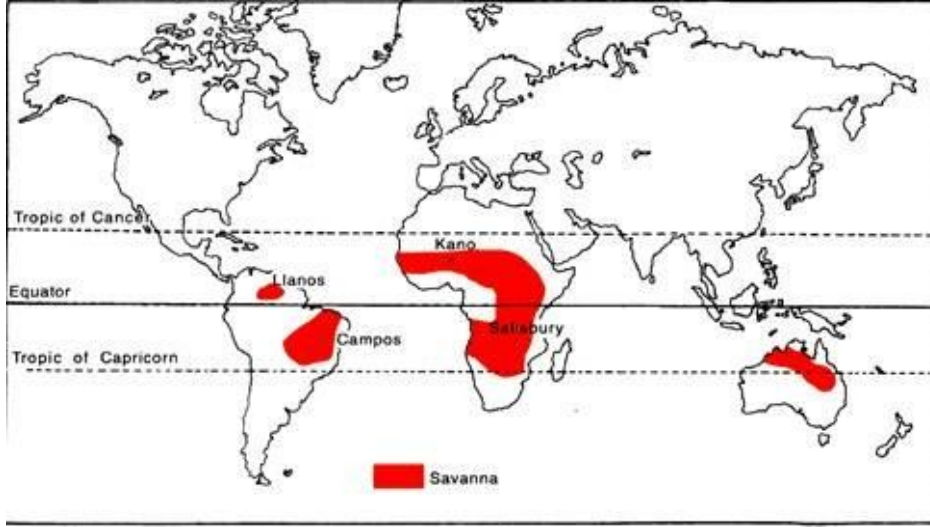 Tropic of Cancer
Kano
Llanos
Equator
Salisbury
Campos
Tropic of Capricorn
Savanna